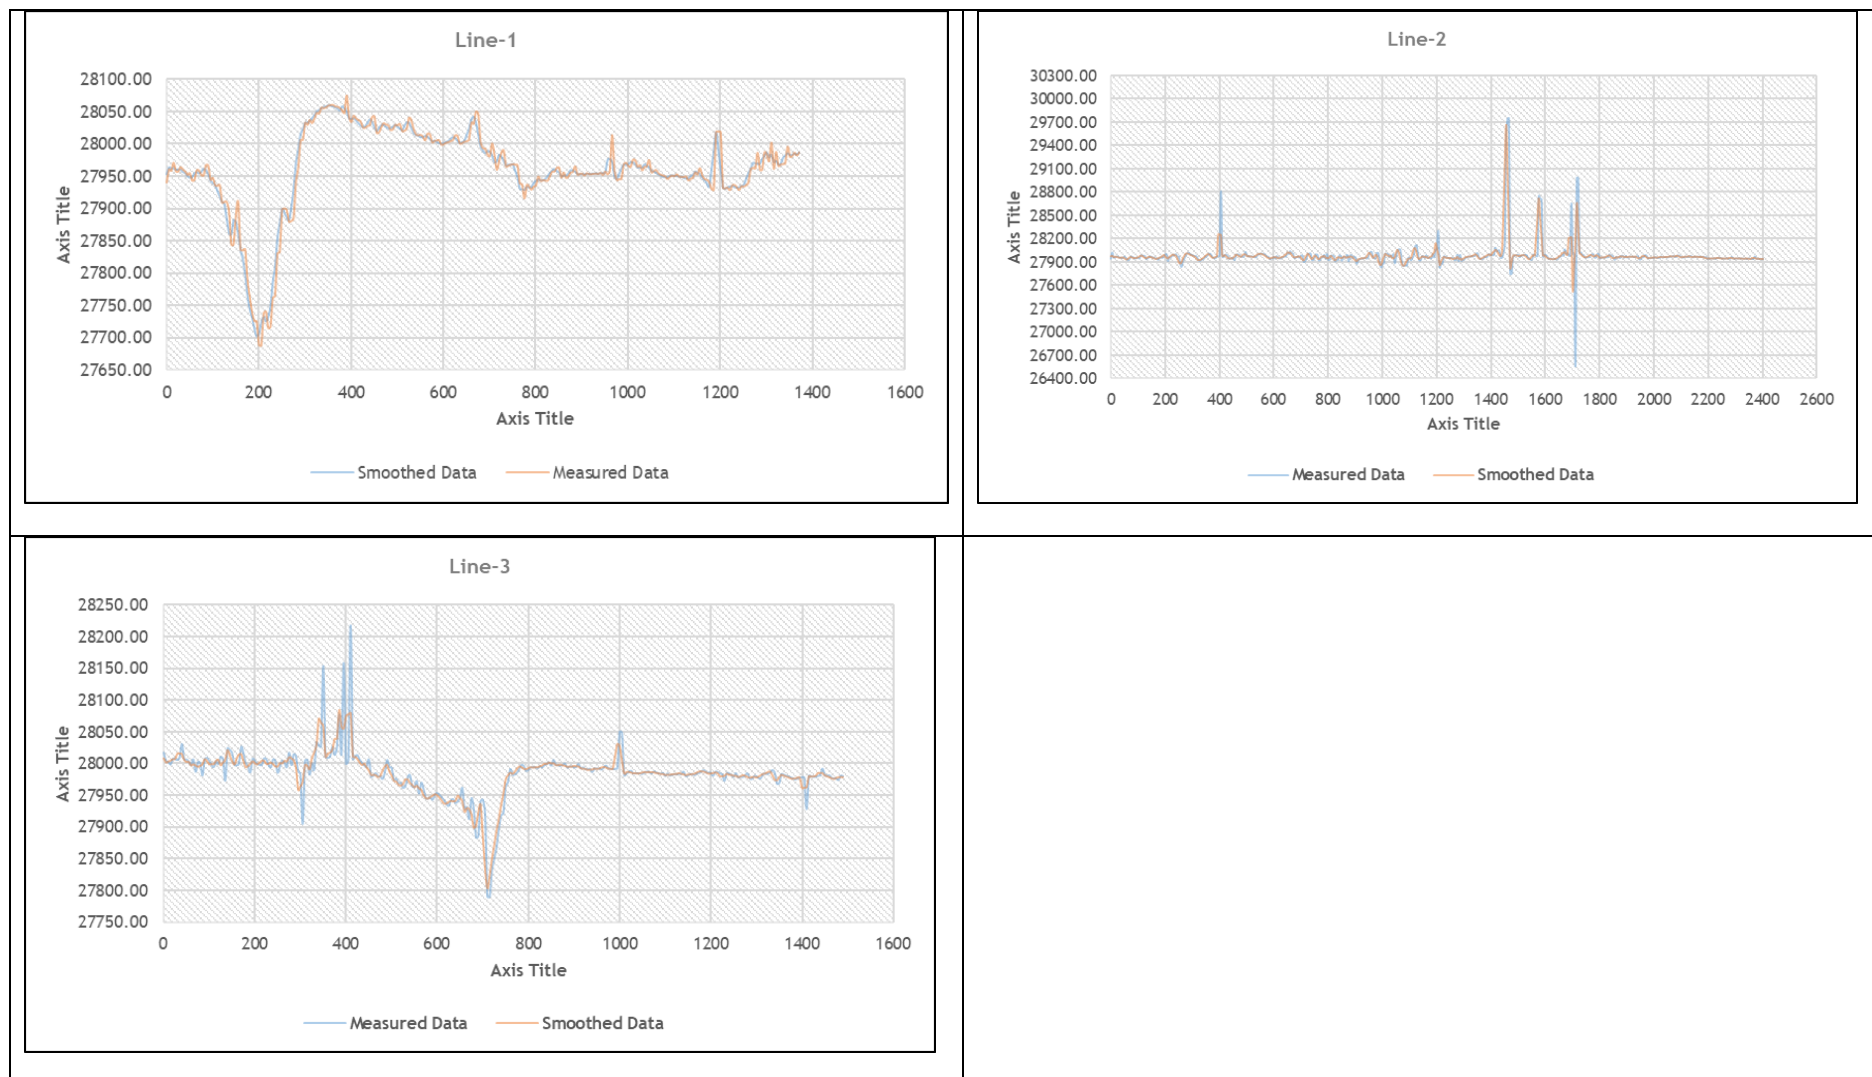 Line-1
28100.00
28050.00
28000.00
27950.00
27900.00
27850.00
27800.00
27750.00
27700.00
27650.00
Axis Title
0 200 400 600 800 1000 1200 1400 1600
Axis Title
Smoothed Data Measured Data
Line-2
30300.00
30000.00
29700.00
29400.00
29100.00
28800.00
28500.00
28200.00
27900.00
27600.00
27300.00
27000.00
26700.00
26400.00
Axis Title
0 200 400 600 800 1000 1200 1400 1600 1800 2000 2200 2400 2600
Axis Title
Measured Data Smoothed Data
Line-3
28250.00
28200.00
28150.00
28100.00
28050.00
28000.00
27950.00
27900.00
27850.00
27800.00
27750.00
Axis Title
0 200 400 600 800 1000 1200 1400 1600
Axis Title
Measured Data Smoothed Data